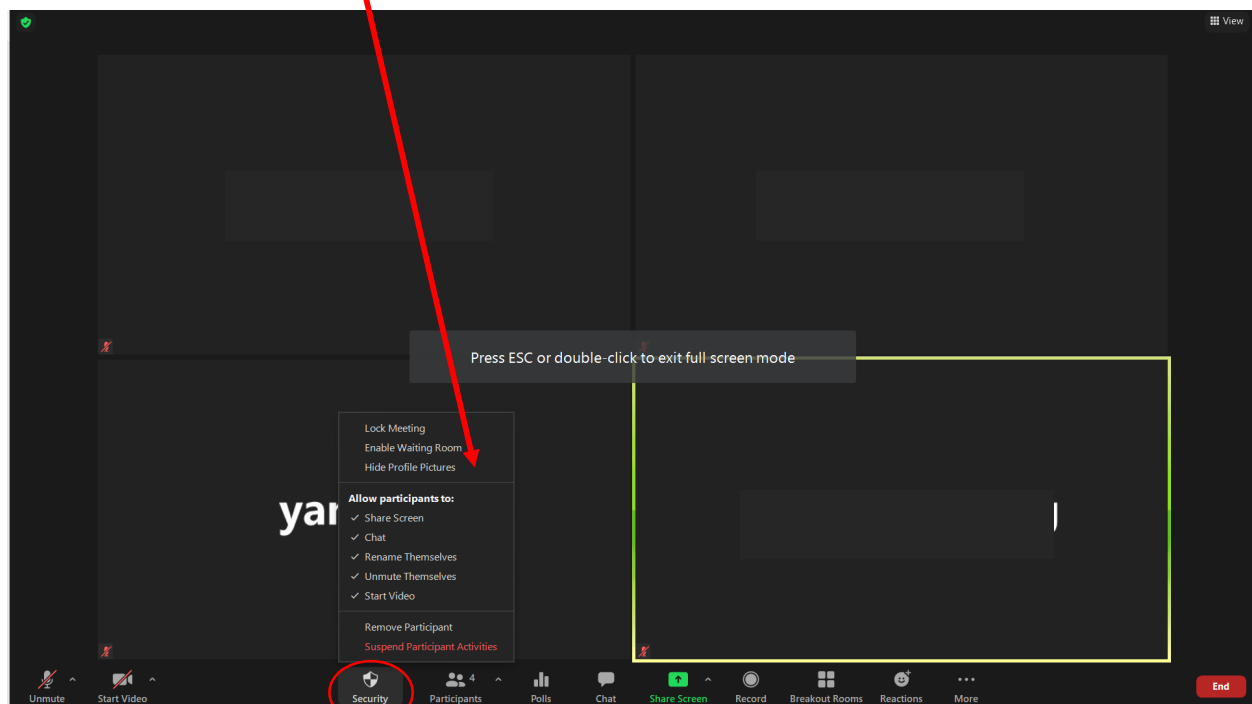 View
Press ESC or double-click to exit full screen mode
Lock Meeting
Enable Waiting Room
Hide Profile Pictures
Allow participants to:
Share Screen
Chat
Rename Themselves
Unmute Themselves
Start Video
Remove Participant
Suspend Participant Activities
Unmute
Start Video
Security
4
Participants
Polls
Chat
Share Screen
Record
Breakout Rooms
Reactions
More
End